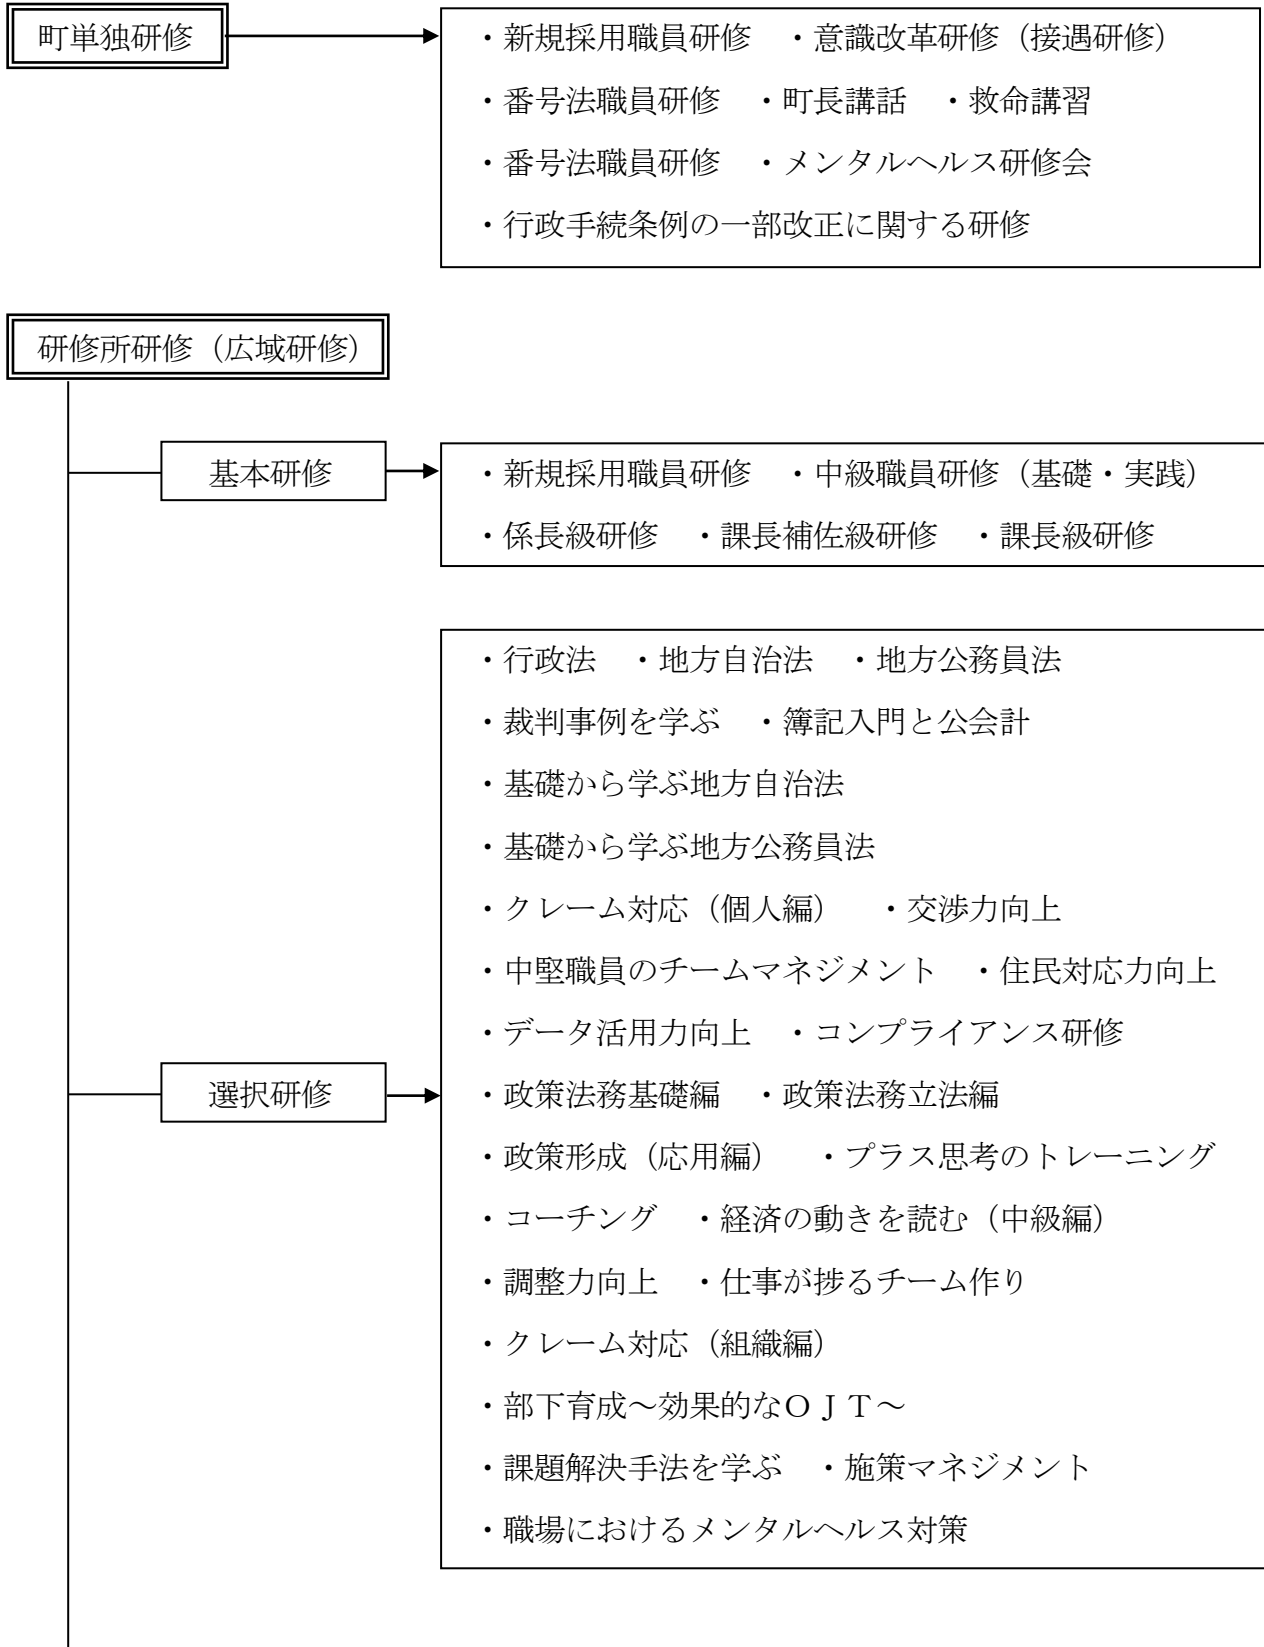 町単独研修
・新規採用職員研修　・意識改革研修（接遇研修）
・番号法職員研修　・町長講話　・救命講習
・番号法職員研修　・メンタルヘルス研修会
・行政手続条例の一部改正に関する研修
研修所研修（広域研修）
基本研修
・新規採用職員研修　・中級職員研修（基礎・実践）
・係長級研修　・課長補佐級研修　・課長級研修
選択研修
・行政法　・地方自治法　・地方公務員法
・裁判事例を学ぶ　・簿記入門と公会計
・基礎から学ぶ地方自治法
・基礎から学ぶ地方公務員法
・クレーム対応（個人編）　・交渉力向上
・中堅職員のチームマネジメント　・住民対応力向上
・データ活用力向上　・コンプライアンス研修
・政策法務基礎編　・政策法務立法編
・政策形成（応用編）　・プラス思考のトレーニング
・コーチング　・経済の動きを読む（中級編）
・調整力向上　・仕事が捗るチーム作り
・クレーム対応（組織編）
・部下育成～効果的なＯＪＴ～
・課題解決手法を学ぶ　・施策マネジメント
・職場におけるメンタルヘルス対策